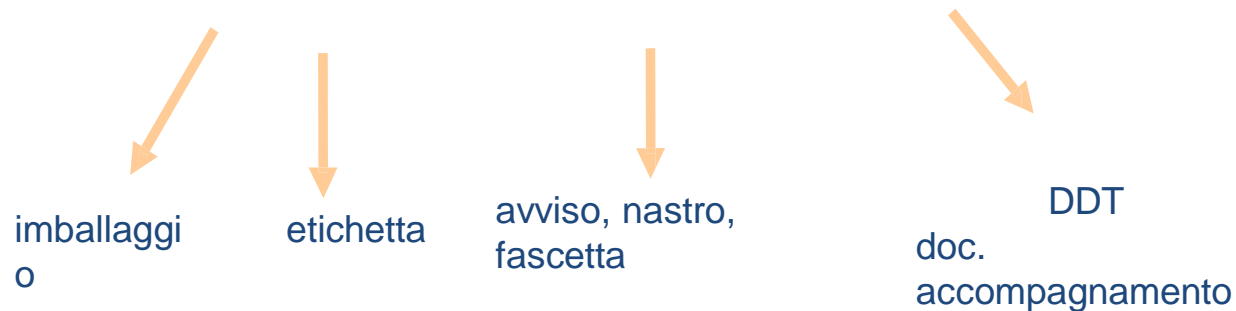 imballaggi
o
etichetta
avviso, nastro,
fascetta
DDT
doc.
accompagnamento